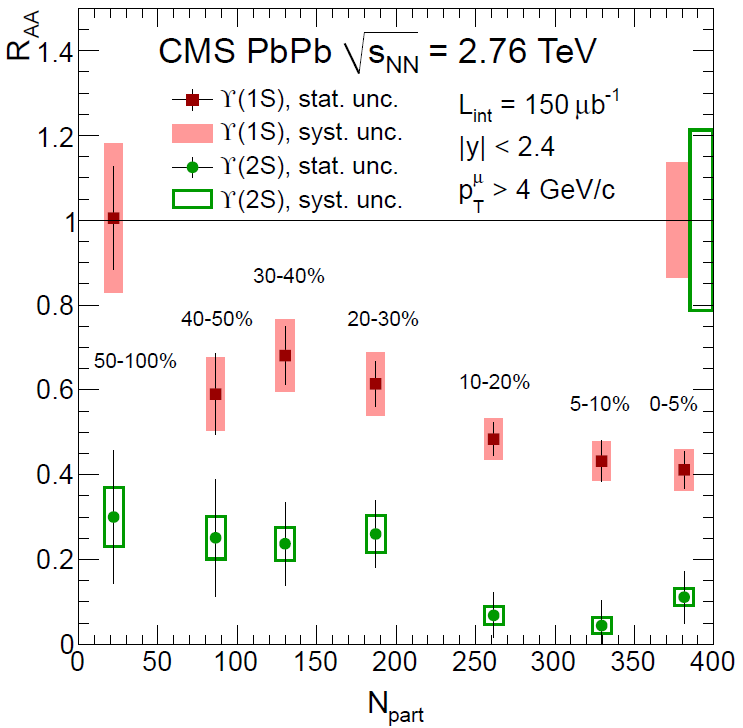 R_AA
CMS PbPb √s_NN = 2.76 TeV
ϒ(1S), stat. unc.
ϒ(1S), syst. unc.
ϒ(2S), stat. unc.
ϒ(2S), syst. unc.
L_int = 150 μb⁻¹
|y| < 2.4
p_T^μ > 4 GeV/c
1.4
1.2
1
0.8
0.6
0.4
0.2
0
50-100%
40-50%
30-40%
20-30%
10-20%
5-10%
0-5%
0 50 100 150 200 250 300 350 400
N_part